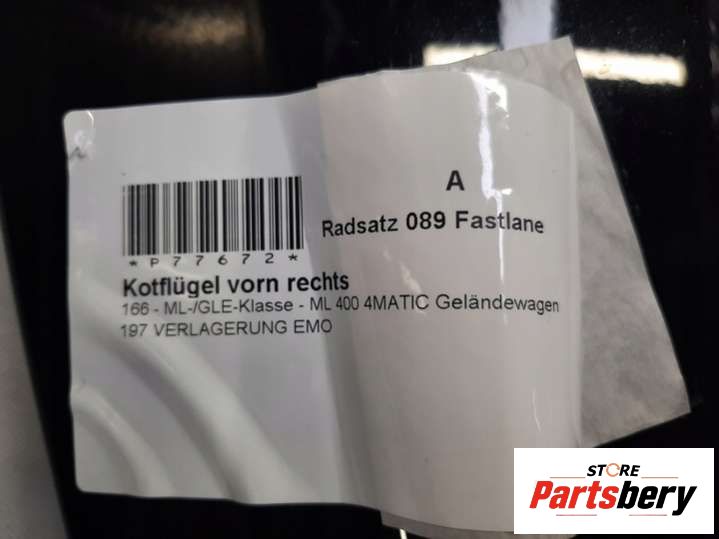 A
Radsatz 089 Fastlane
*P77672*
Kotflügel vorn rechts
166 - ML-/GLE-Klasse - ML 400 4MATIC Geländewagen
197 VERLAGERUNG EMO
STORE
Partsbery